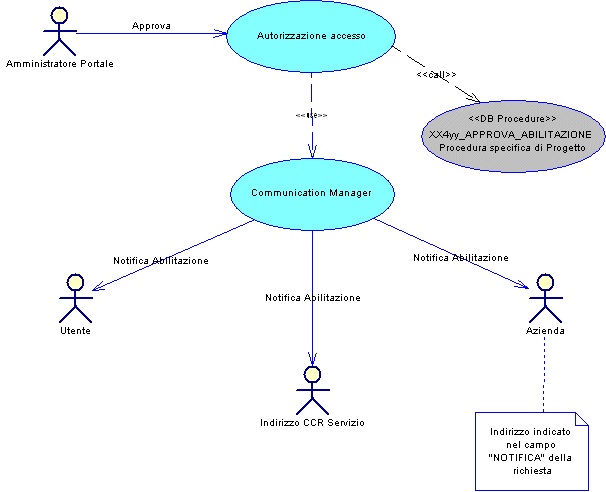 Approva
Autorizzazione accesso
Amministratore Portale
<<call>>
<<use>>
<<DB Procedure>>
XX4yy_APPROVA_ABILITAZIONE
Procedura specifica di Progetto
Communication Manager
Notifica Abilitazione
Notifica Abilitazione
Notifica Abilitazione
Utente
Azienda
Indirizzo CCR Servizio
Indirizzo indicato
nel campo
"NOTIFICA" della
richiesta